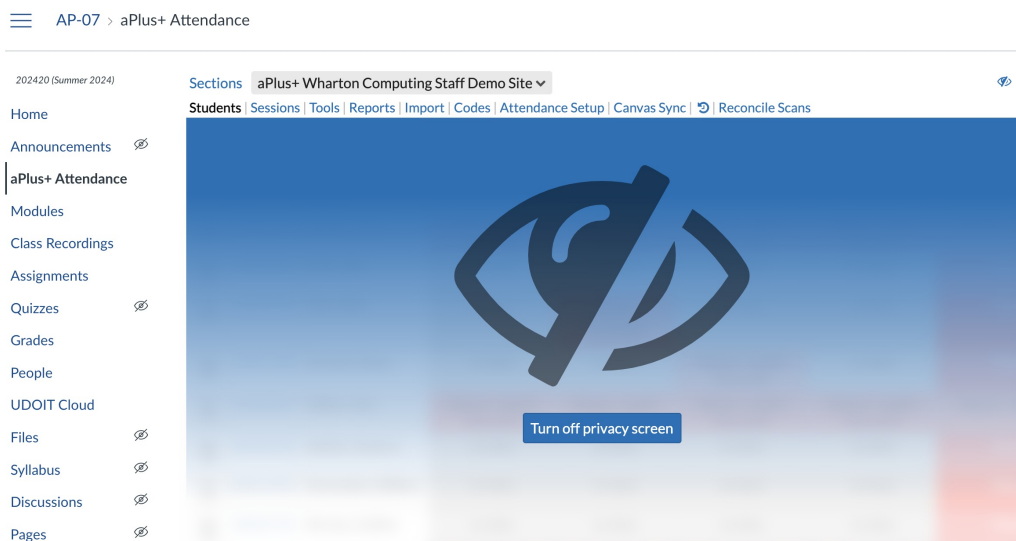 AP-07 > aPlus+ Attendance
202420 (Summer 2024)
Home
Announcements
aPlus+ Attendance
Modules
Class Recordings
Assignments
Quizzes
Grades
People
UDOIT Cloud
Files
Syllabus
Discussions
Pages
Sections aPlus+ Wharton Computing Staff Demo Site
Students | Sessions | Tools | Reports | Import | Codes | Attendance Setup | Canvas Sync | | Reconcile Scans
Turn off privacy screen